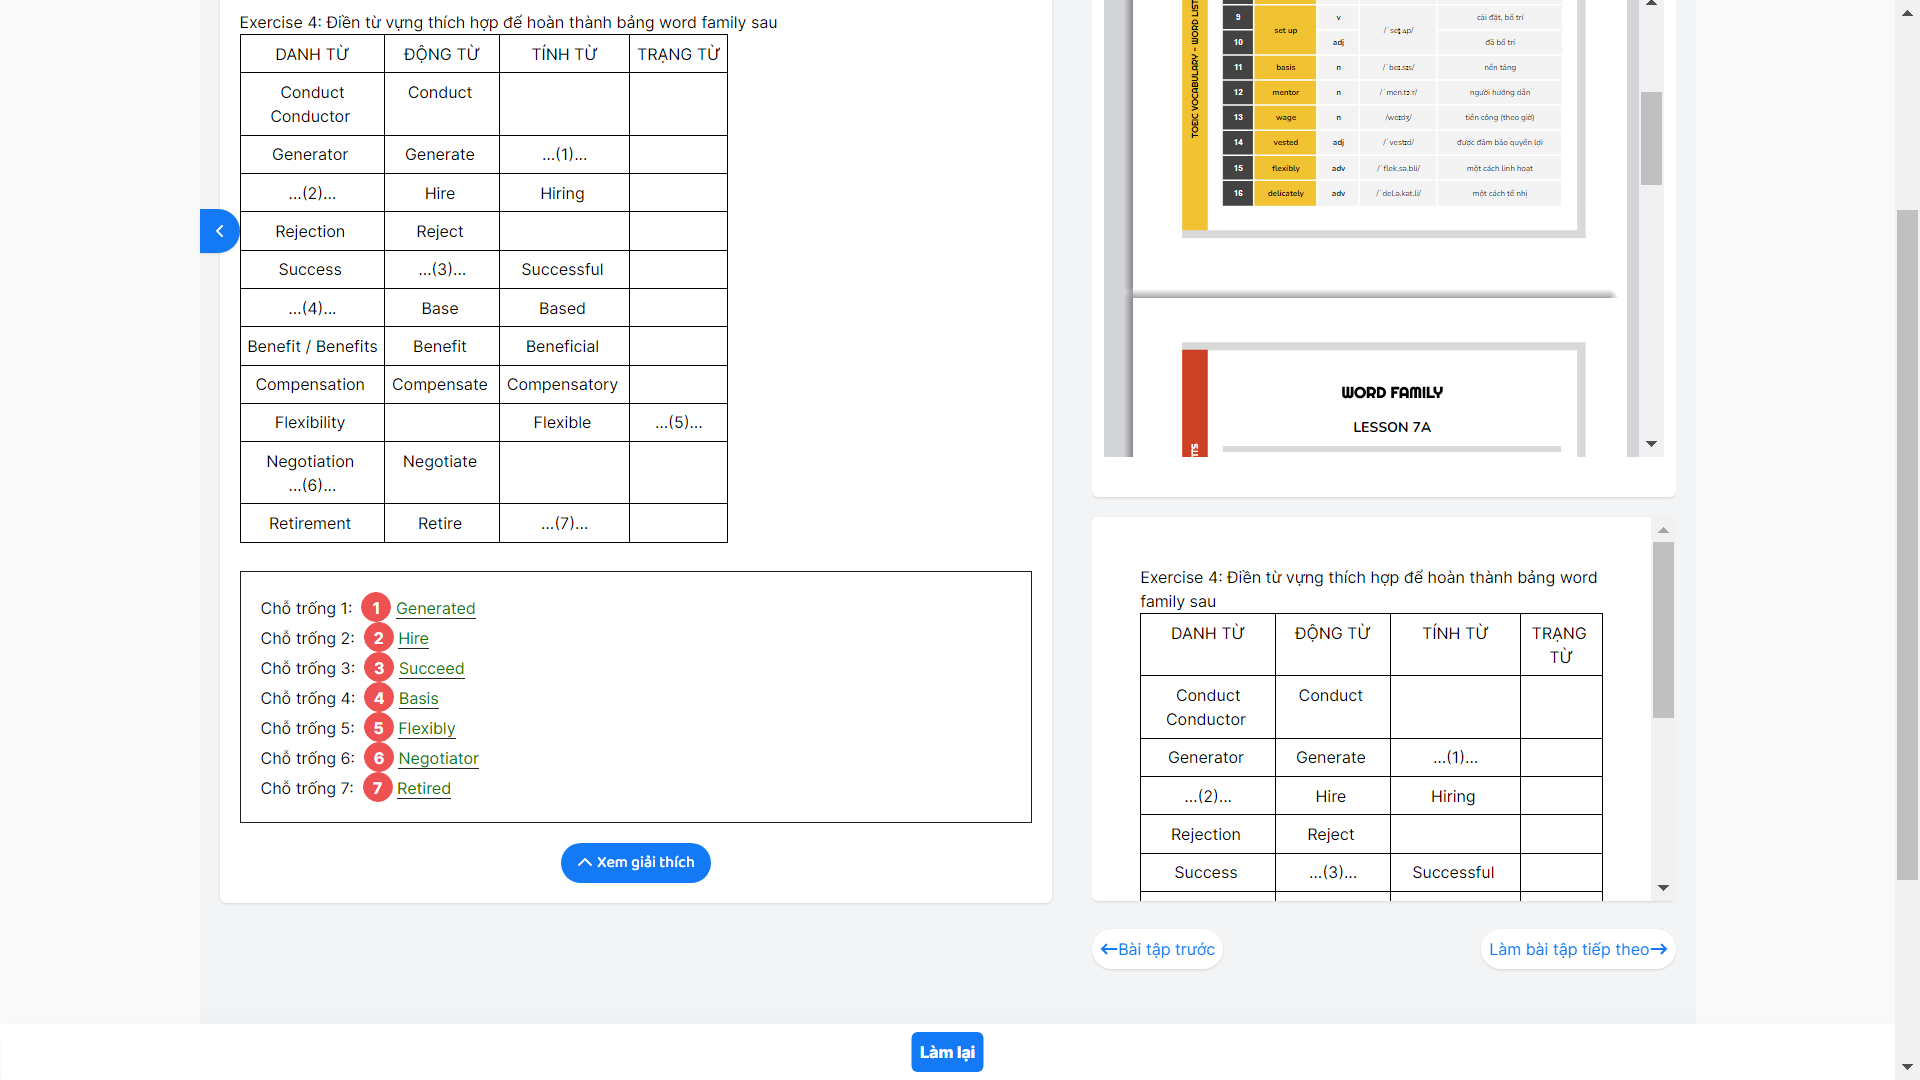 Exercise 4: Điền từ vựng thích hợp để hoàn thành bảng word family sau
DANH TỪ ĐỘNG TỪ TÍNH TỪ TRẠNG TỪ
Conduct Conduct
Conductor
Generator Generate ...(1)...
...(2)... Hire Hiring
Rejection Reject
Success ...(3)... Successful
...(4)... Base Based
Benefit / Benefits Benefit Beneficial
Compensation Compensate Compensatory
Flexibility Flexible ...(5)...
Negotiation Negotiate
...(6)...
Retirement Retire ...(7)...
Chỗ trống 1: 1 Generated
Chỗ trống 2: 2 Hire
Chỗ trống 3: 3 Succeed
Chỗ trống 4: 4 Basis
Chỗ trống 5: 5 Flexibly
Chỗ trống 6: 6 Negotiator
Chỗ trống 7: 7 Retired
Xem giải thích
TOEIC VOCABULARY - WORD LIST
9 set up v /ˈsetʌp/ cài đặt, bố trí
10 adj đã bố trí
11 basis n /ˈbeɪ.sɪs/ nền tảng
12 mentor n /ˈmen.tɔːr/ người hướng dẫn
13 wage n /weɪdʒ/ tiền công (theo giờ)
14 vested adj /ˈvestɪd/ được đảm bảo quyền lợi
15 flexibly adv /ˈflek.sə.bli/ một cách linh hoạt
16 delicately adv /ˈdel.ə.kət.li/ một cách tế nhị
WORD FAMILY
LESSON 7A
Exercise 4: Điền từ vựng thích hợp để hoàn thành bảng word
family sau
DANH TỪ ĐỘNG TỪ TÍNH TỪ TRẠNG
TỪ
Conduct Conduct
Conductor
Generator Generate ...(1)...
...(2)... Hire Hiring
Rejection Reject
Success ...(3)... Successful
Bài tập trước
Làm bài tập tiếp theo
Làm lại